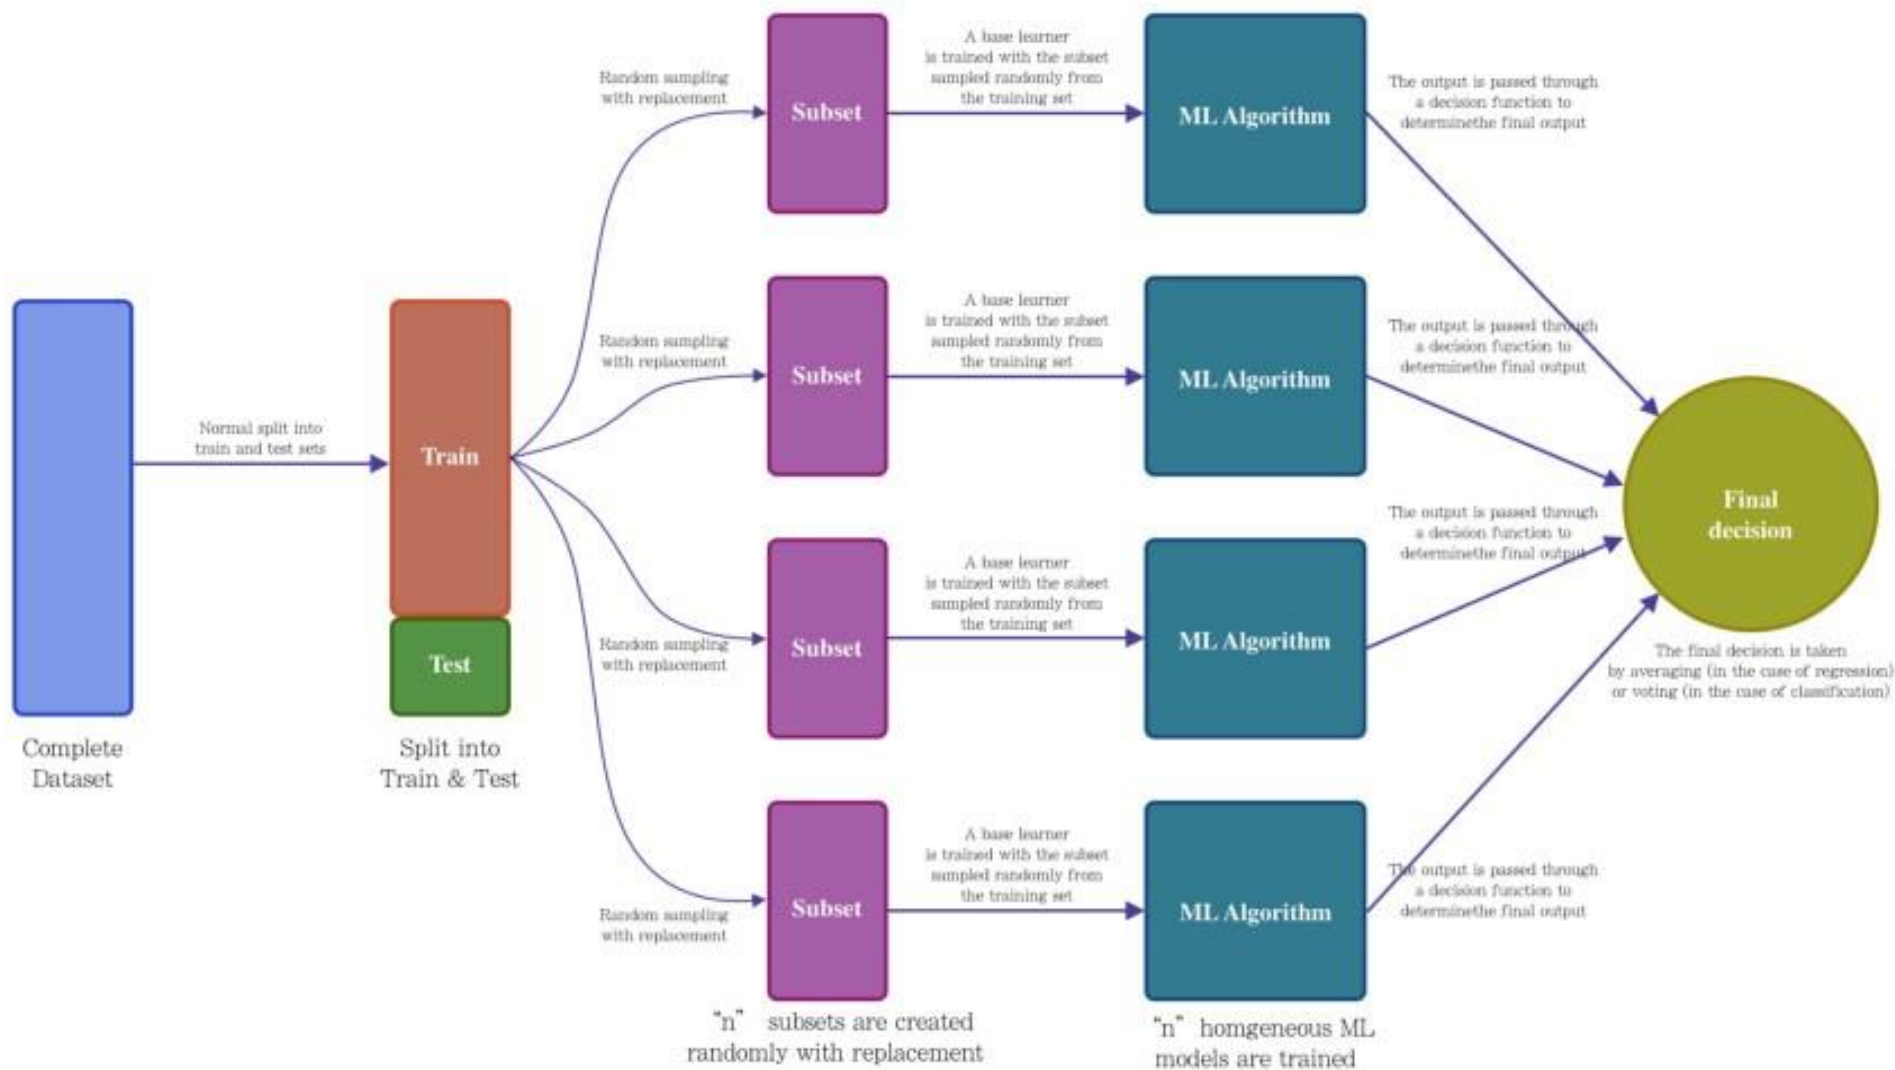 Complete
Dataset
Normal split into
train and test sets
Train
Test
Split into
Train & Test
Random sampling
with replacement
Random sampling
with replacement
Random sampling
with replacement
Random sampling
with replacement
Subset
Subset
Subset
Subset
“n” subsets are created
randomly with replacement
A base learner
is trained with the subset
sampled randomly from
the training set
A base learner
is trained with the subset
sampled randomly from
the training set
A base learner
is trained with the subset
sampled randomly from
the training set
A base learner
is trained with the subset
sampled randomly from
the training set
ML Algorithm
ML Algorithm
ML Algorithm
ML Algorithm
“n” homgeneous ML
models are trained
The output is passed through
a decision function to
determinethe final output
The output is passed through
a decision function to
determinethe final output
The output is passed through
a decision function to
determinethe final output
The output is passed through
a decision function to
determinethe final output
Final
decision
The final decision is taken
by averaging (in the case of regression)
or voting (in the case of classification)